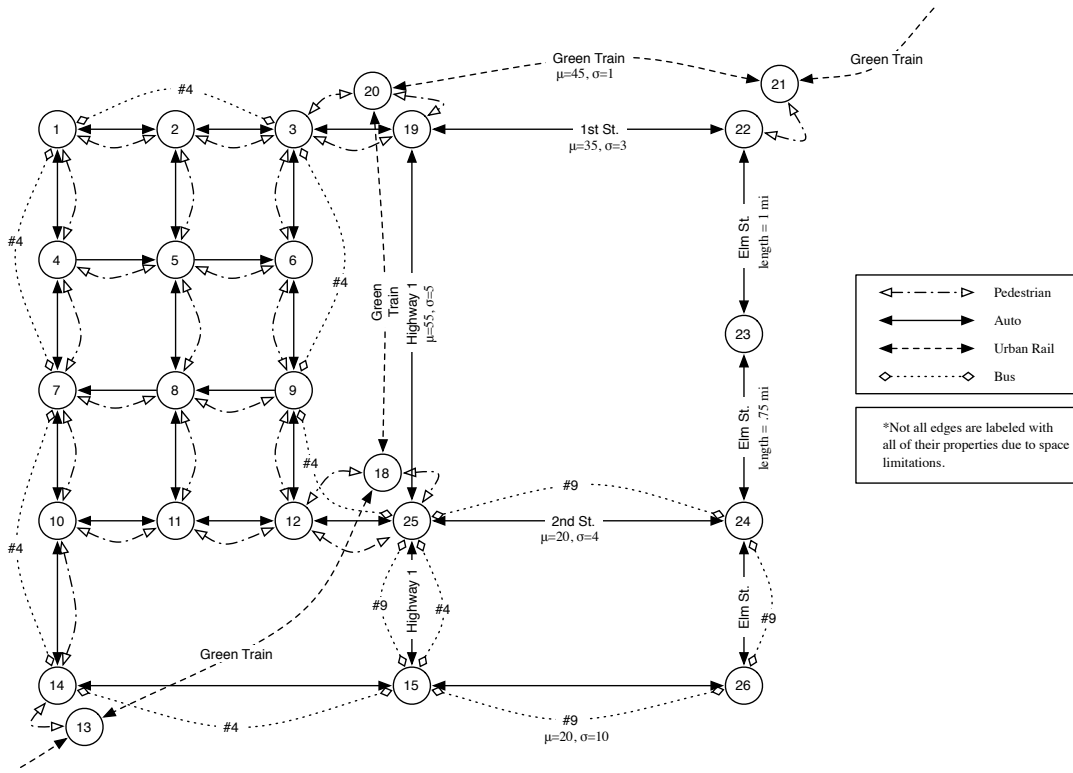 Green Train
μ=45, σ=1
Green Train
20
21
#4
1
2
3
19
1st St.
μ=35, σ=3
22
Elm St.
length = 1 mi
#4
4
5
6
#4
Green
Train
Highway 1
μ=55, σ=5
23
Pedestrian
Auto
Urban Rail
Bus
7
8
9
Elm St.
length = .75 mi
*Not all edges are labeled with
all of their properties due to space
limitations.
#4
18
#9
10
11
12
25
2nd St.
μ=20, σ=4
24
#4
#9
Highway 1
#4
Elm St.
#9
Green Train
14
15
26
13
#4
#9
μ=20, σ=10